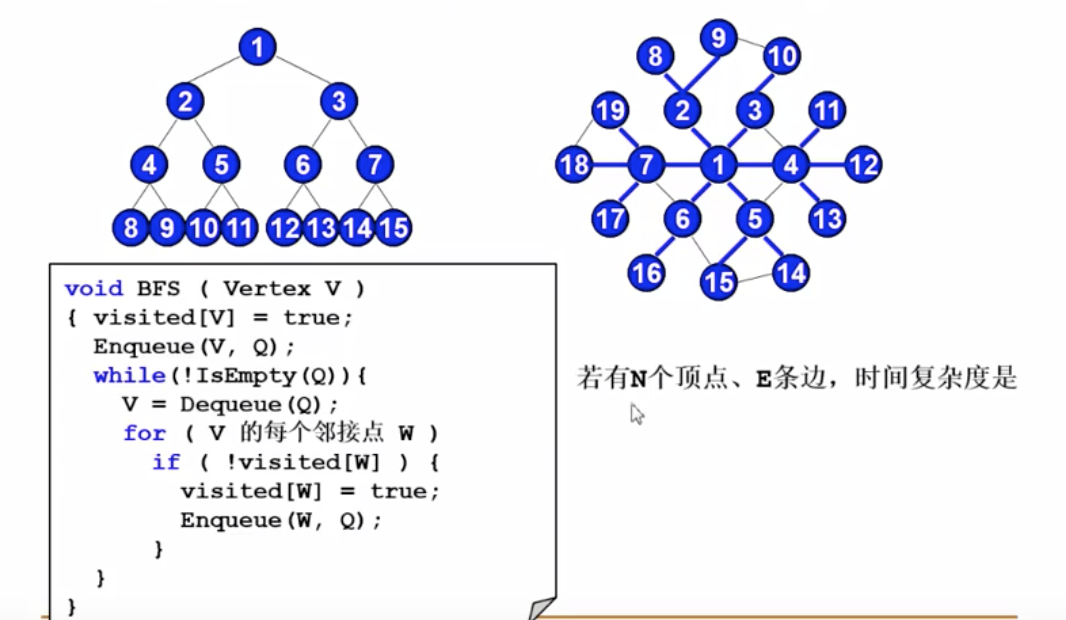 1
2 3
4 5 6 7
8 9 10 11 12 13 14 15
9
8 10
19 2 3 11
18 7 1 4 12
17 6 5 13
16 15 14
void BFS ( Vertex V )
{ visited[V] = true;
Enqueue(V, Q);
while(!IsEmpty(Q)){
V = Dequeue(Q);
for ( V 的每个邻接点 W )
if ( !visited[W] ) {
visited[W] = true;
Enqueue(W, Q);
}
}
}
若有N个顶点、E条边，时间复杂度是